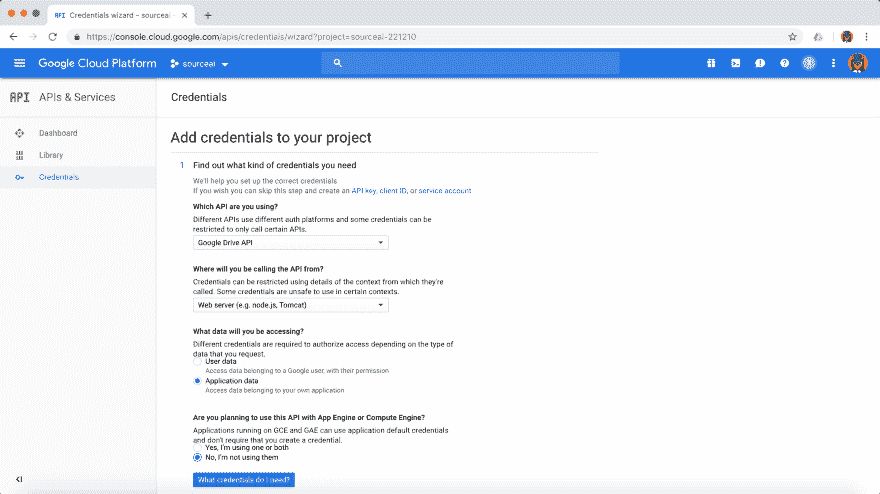 API Credentials wizard - sourceai -
https://console.cloud.google.com/apis/credentials/wizard?project=sourceai-221210
Google Cloud Platform
sourceai
API APIs & Services
Credentials
Dashboard
Library
Credentials
Add credentials to your project
1 Find out what kind of credentials you need
We'll help you set up the correct credentials
If you wish you can skip this step and create an API key, client ID, or service account
Which API are you using?
Different APIs use different auth platforms and some credentials can be
restricted to only call certain APIs.
Google Drive API
Where will you be calling the API from?
Credentials can be restricted using details of the context from which they're
called. Some credentials are unsafe to use in certain contexts.
Web server (e.g. node.js, Tomcat)
What data will you be accessing?
Different credentials are required to authorize access depending on the type of
data that you request.
User data
Access data belonging to a Google user, with their permission
Application data
Access data belonging to your own application
Are you planning to use this API with App Engine or Compute Engine?
Applications running on GCE and GAE can use application default credentials
and don't require that you create a credential.
Yes, I'm using one or both
No, I'm not using them
What credentials do I need?